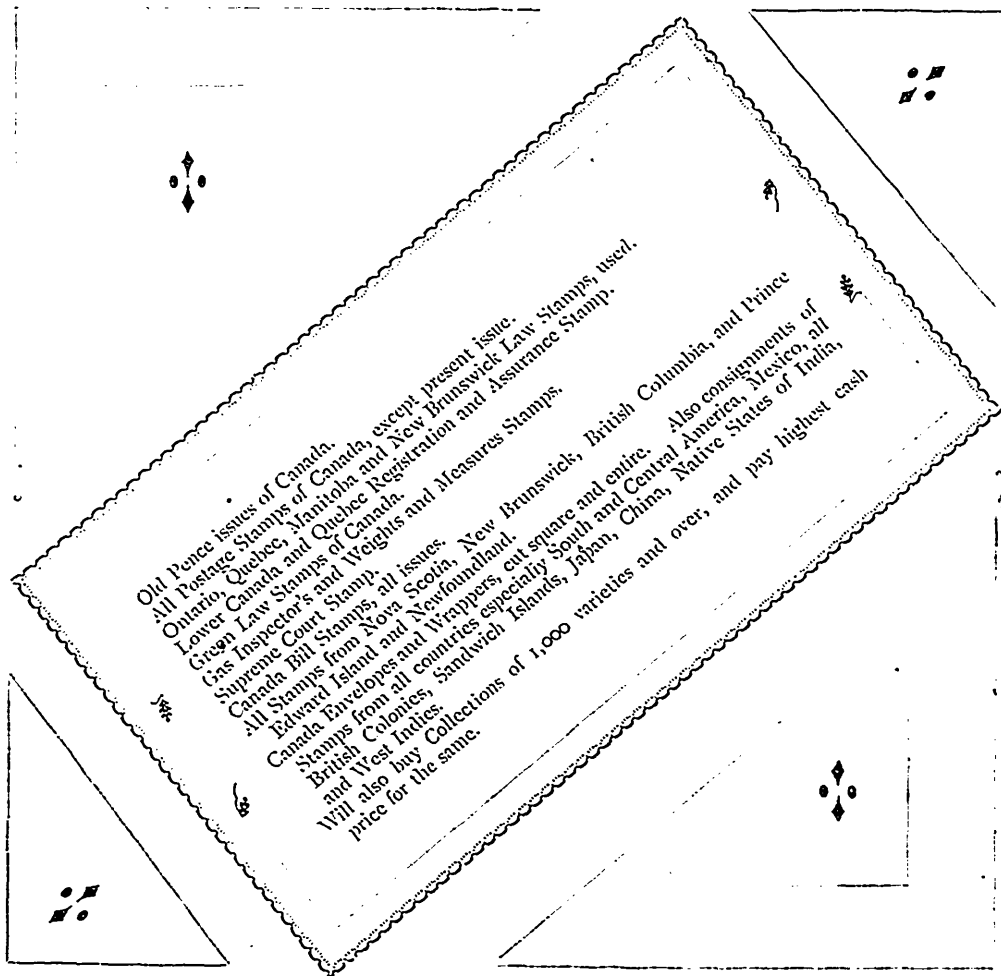 Old Pence issues of Canada.
All Postage Stamps of Canada, except present issue.
Ontario, Quebec, Manitoba and New Brunswick Law Stamps, used.
Lower Canada and Quebec Registration and Assurance Stamp.
Green Law Stamps of Canada.
Gas Inspector's and Weights and Measures Stamps.
Supreme Court Stamp.
Canada Bill Stamps, all issues.
All Stamps from Nova Scotia, New Brunswick, British Columbia, and Prince
Edward Island and Newfoundland.
Canada Envelopes and Wrappers, cut square and entire. Also consignments of
Stamps from all countries especially South and Central America, Mexico, all
British Colonies, Sandwich Islands, Japan, China, Native States of India,
and West Indies.
Will also buy Collections of 1,000 varieties and over, and pay highest cash
price for the same.